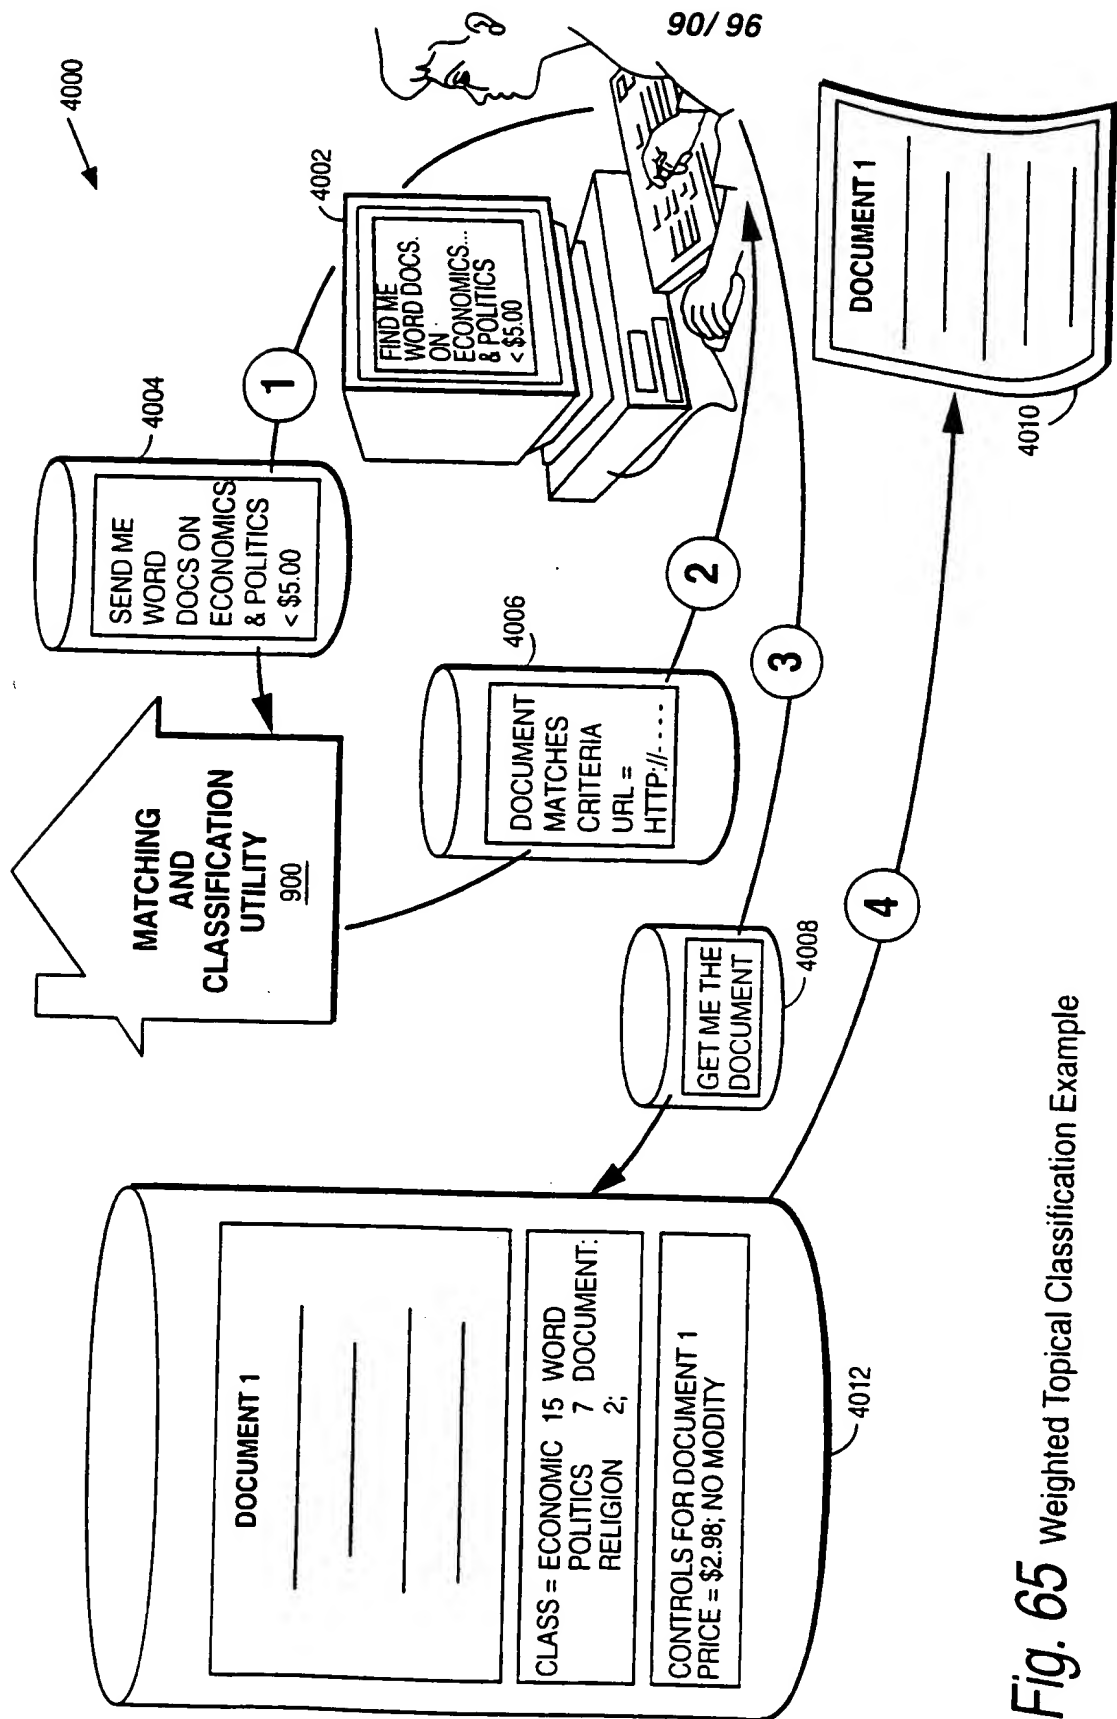 90/ 96
4000
4002
FIND ME
WORD DOCS.
ON
ECONOMICS...
& POLITICS
< $5.00
1
4004
SEND ME
WORD
DOCS ON
ECONOMICS
& POLITICS
< $5.00
MATCHING
AND
CLASSIFICATION
UTILITY
900
4006
DOCUMENT
MATCHES
CRITERIA
URL =
HTTP://----
2
3
4008
GET ME THE
DOCUMENT
4
DOCUMENT 1
4010
DOCUMENT 1
CLASS = ECONOMIC 15 WORD
POLITICS 7 DOCUMENT:
RELIGION 2;
CONTROLS FOR DOCUMENT 1
PRICE = $2.98; NO MODITY
4012
Fig. 65 Weighted Topical Classification Example